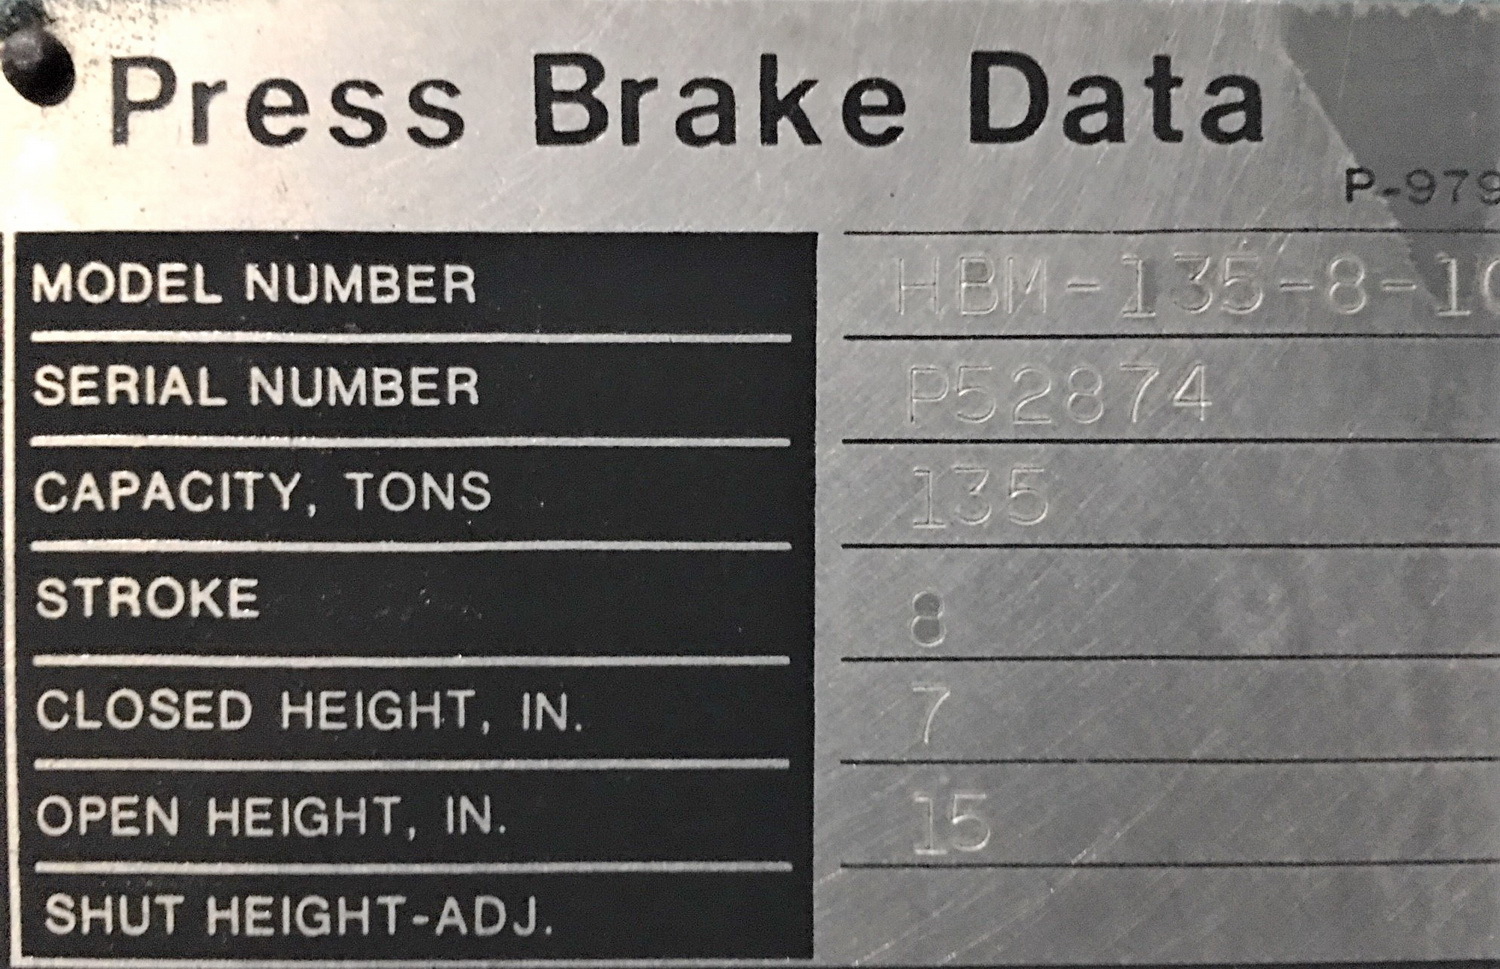 Press Brake Data
P-979
MODEL NUMBER HBM-135-8-10
SERIAL NUMBER P52874
CAPACITY, TONS 135
STROKE 8
CLOSED HEIGHT, IN. 7
OPEN HEIGHT, IN. 15
SHUT HEIGHT-ADJ.